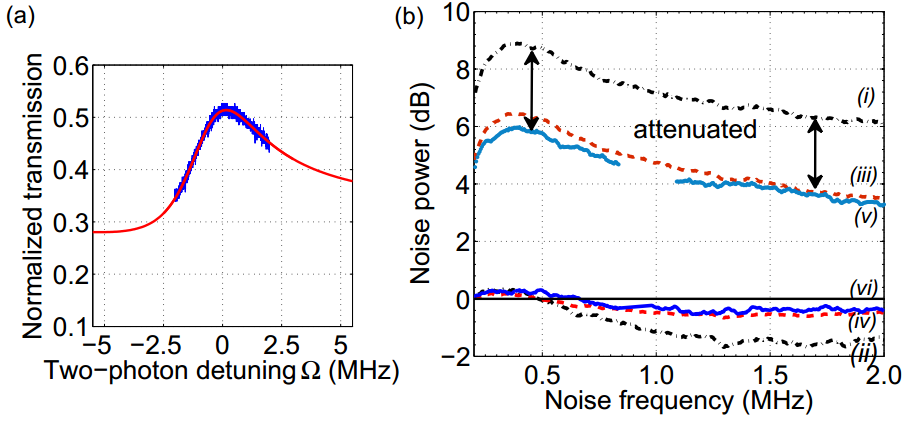 (a)
Normalized transmission
0.6
0.5
0.4
0.3
0.2
0.1
−5
−2.5
0
2.5
5
Two−photon detuning Ω (MHz)
(b)
Noise power (dB)
10
8
6
4
2
0
−2
(i)
attenuated
(iii)
(v)
(vi)
(iv)
(ii)
0.5
1.0
1.5
2.0
Noise frequency (MHz)